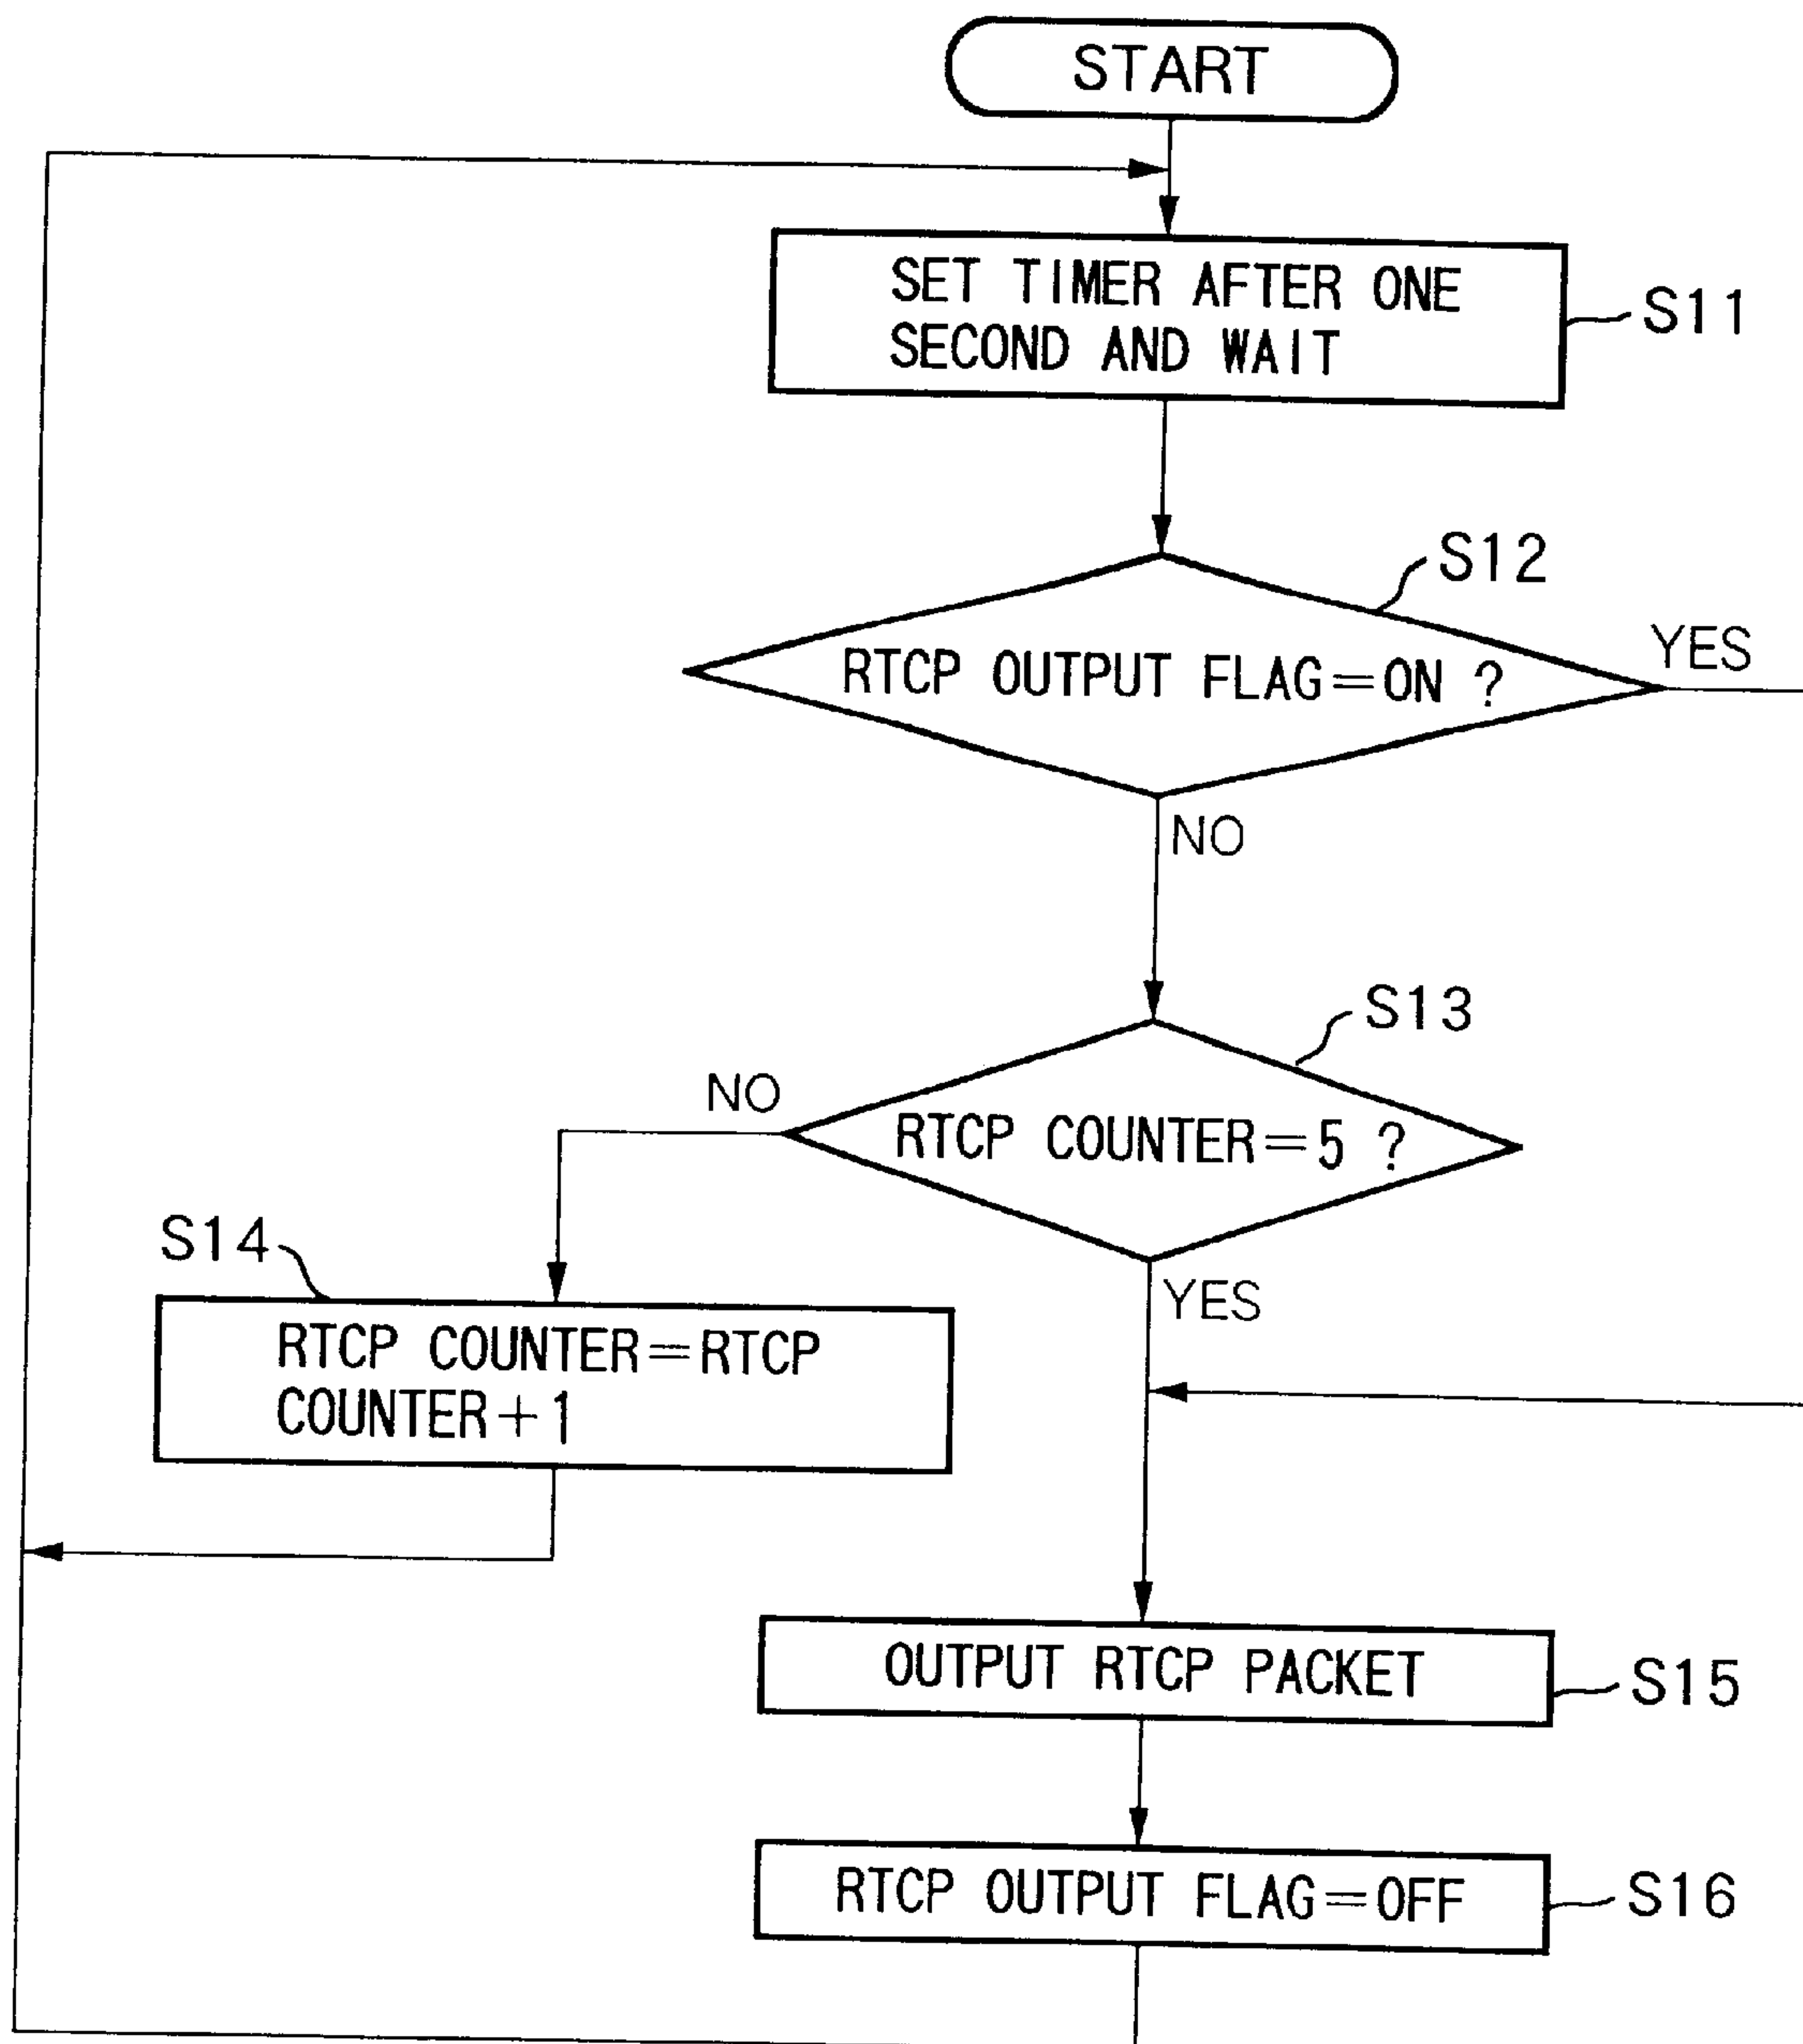 START
SET TIMER AFTER ONE
SECOND AND WAIT
S11
S12
RTCP OUTPUT FLAG=ON ?
YES
NO
S13
NO
RTCP COUNTER=5 ?
S14
YES
RTCP COUNTER=RTCP
COUNTER+1
OUTPUT RTCP PACKET
S15
RTCP OUTPUT FLAG=OFF
S16